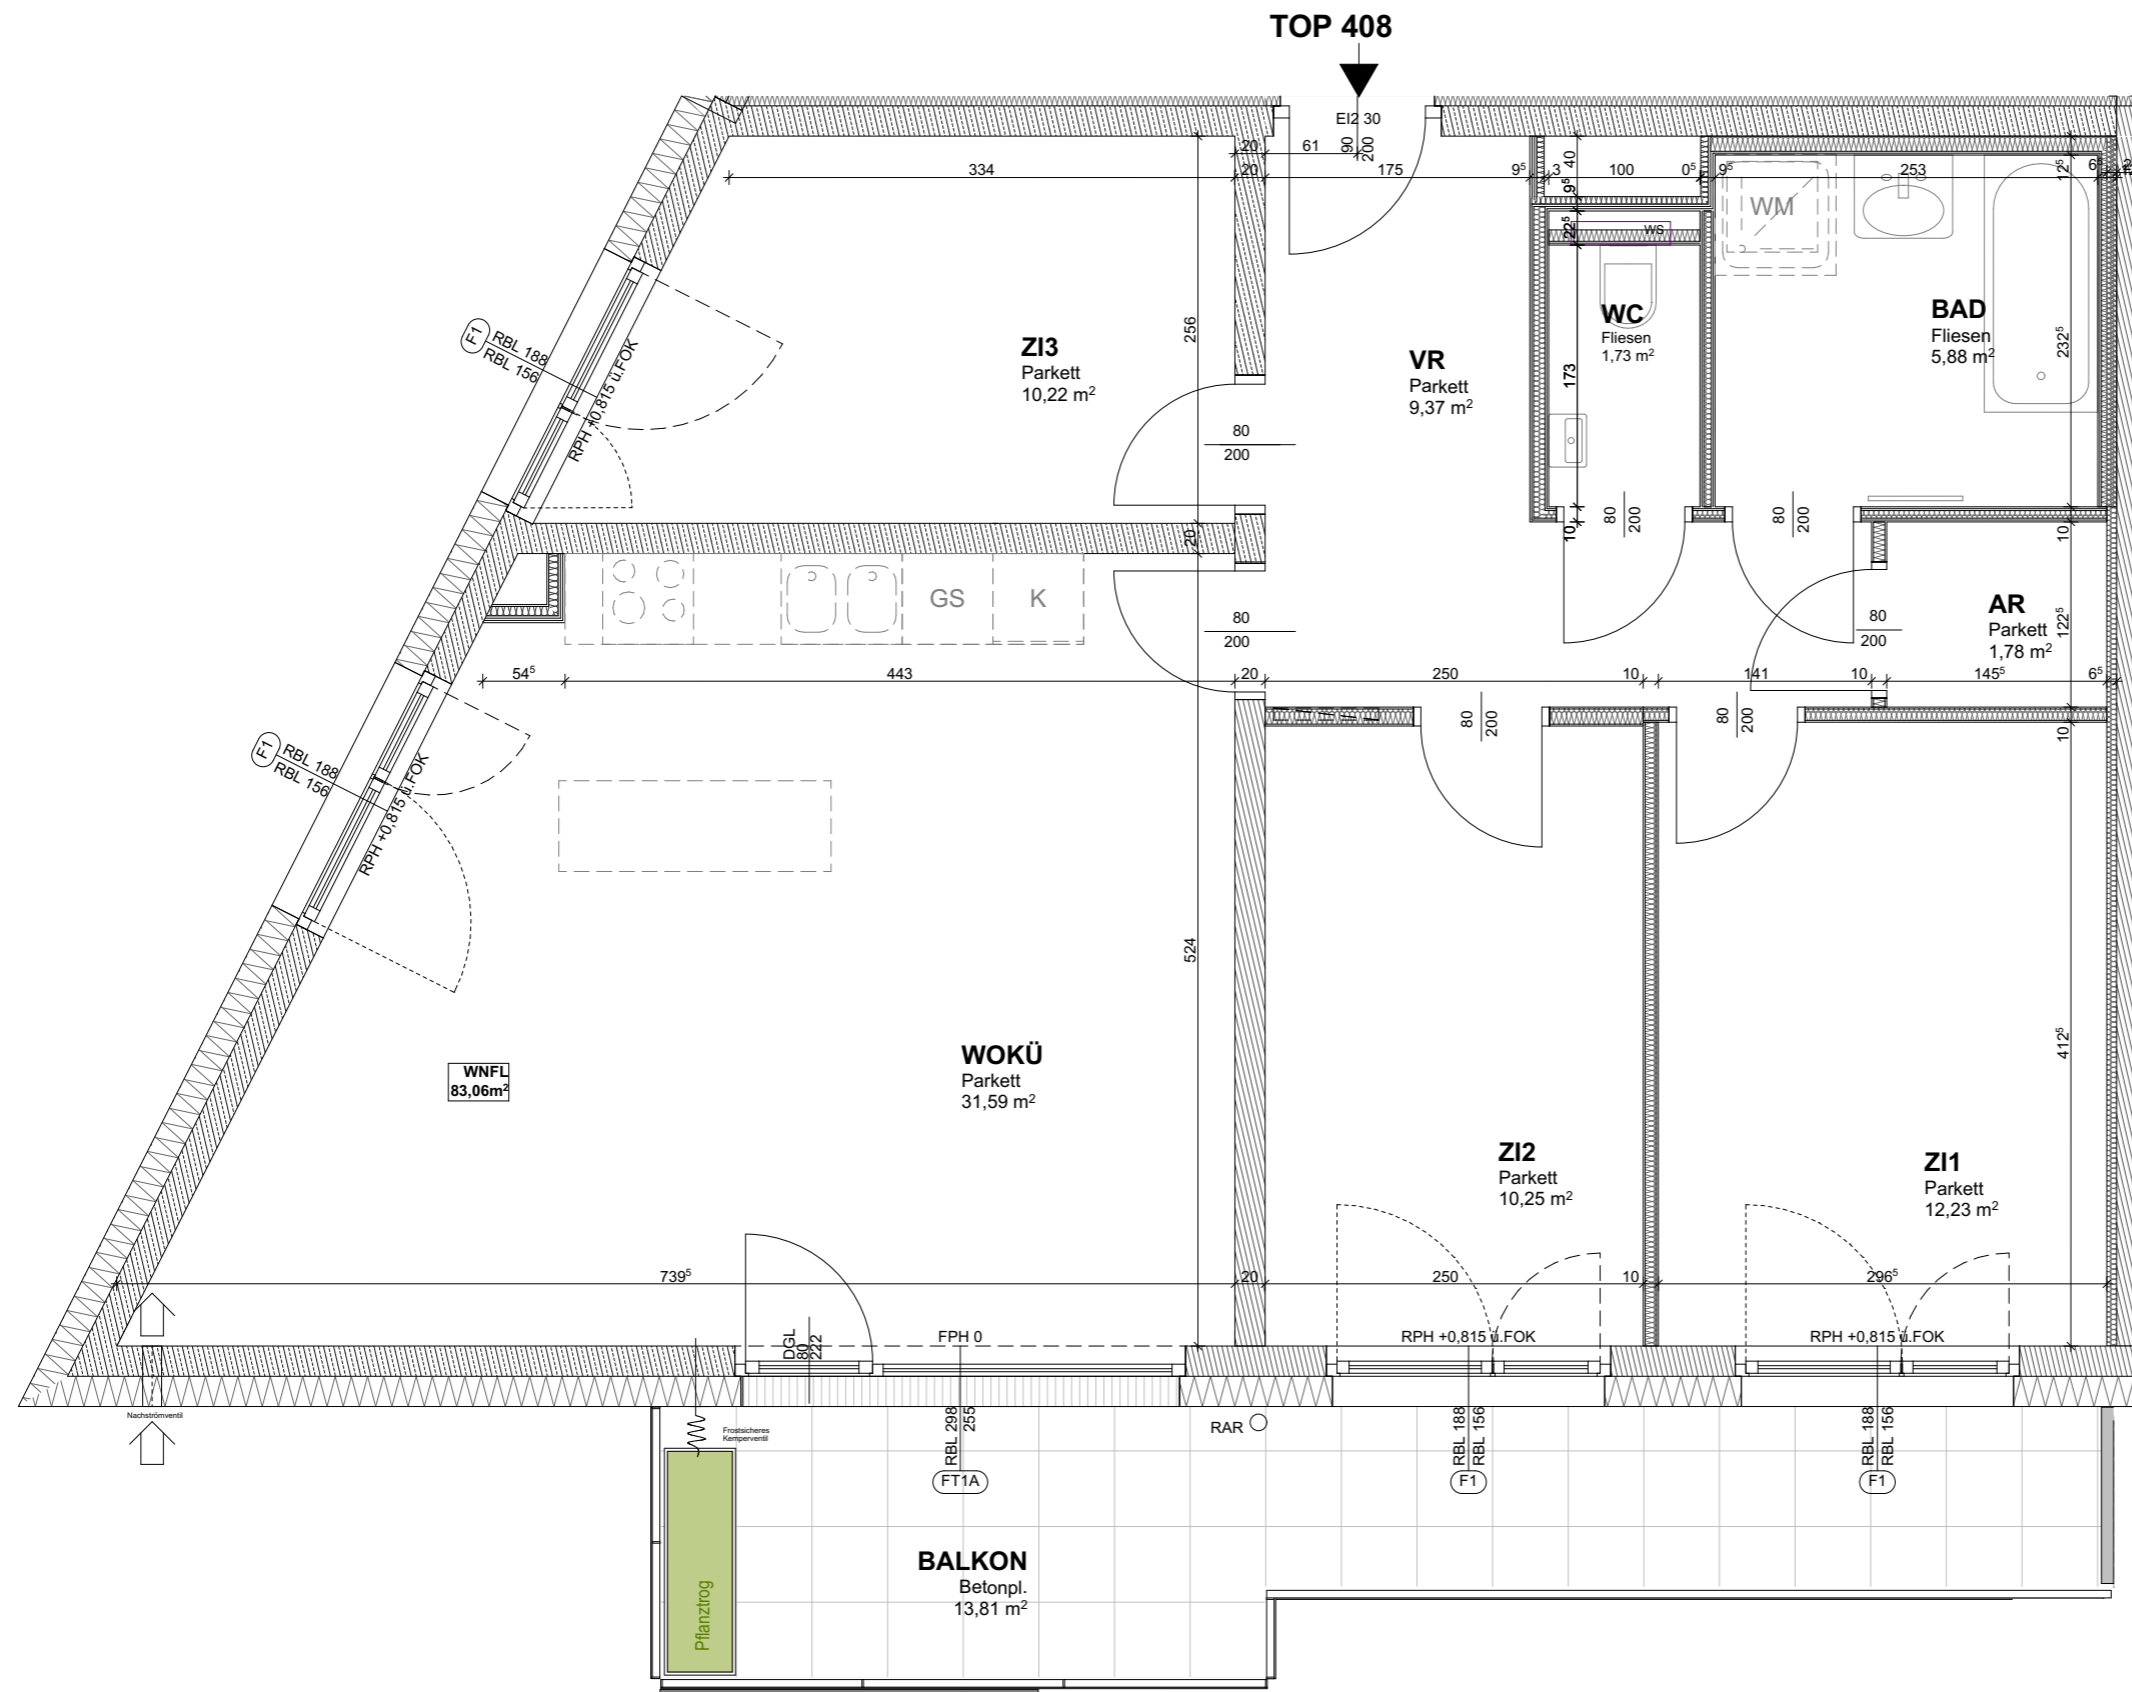 TOP 408
EI2 30
90
200
20
61
334
20
175
9⁵
3
100
0⁵
9⁵
253
6⁵
40
9⁵
22⁵
12⁵
WS
WM
256
ZI3
Parkett
10,22 m²
VR
Parkett
9,37 m²
WC
Fliesen
1,73 m²
173
BAD
Fliesen
5,88 m²
232⁵
F1
RBL 188
RBL 156
RPH +0,815 ü.FOK
80
200
20
10
80
200
80
200
10
GS
K
80
200
80
200
AR
Parkett
1,78 m²
122⁵
54⁵
443
20
250
10
141
10
145⁵
6⁵
80
200
80
200
10
F1
RBL 188
RBL 156
RPH +0,815 ü.FOK
524
412⁵
WOKÜ
Parkett
31,59 m²
WNFL
83,06m²
ZI2
Parkett
10,25 m²
ZI1
Parkett
12,23 m²
739⁵
20
250
10
296⁵
DGL
80
222
FPH 0
RPH +0,815 ü.FOK
RPH +0,815 ü.FOK
Nachströmventil
Frostsicheres
Kemperventil
RBL 298
255
FT1A
RAR
RBL 188
RBL 156
F1
RBL 188
RBL 156
F1
BALKON
Betonpl.
13,81 m²
Pflanztrog